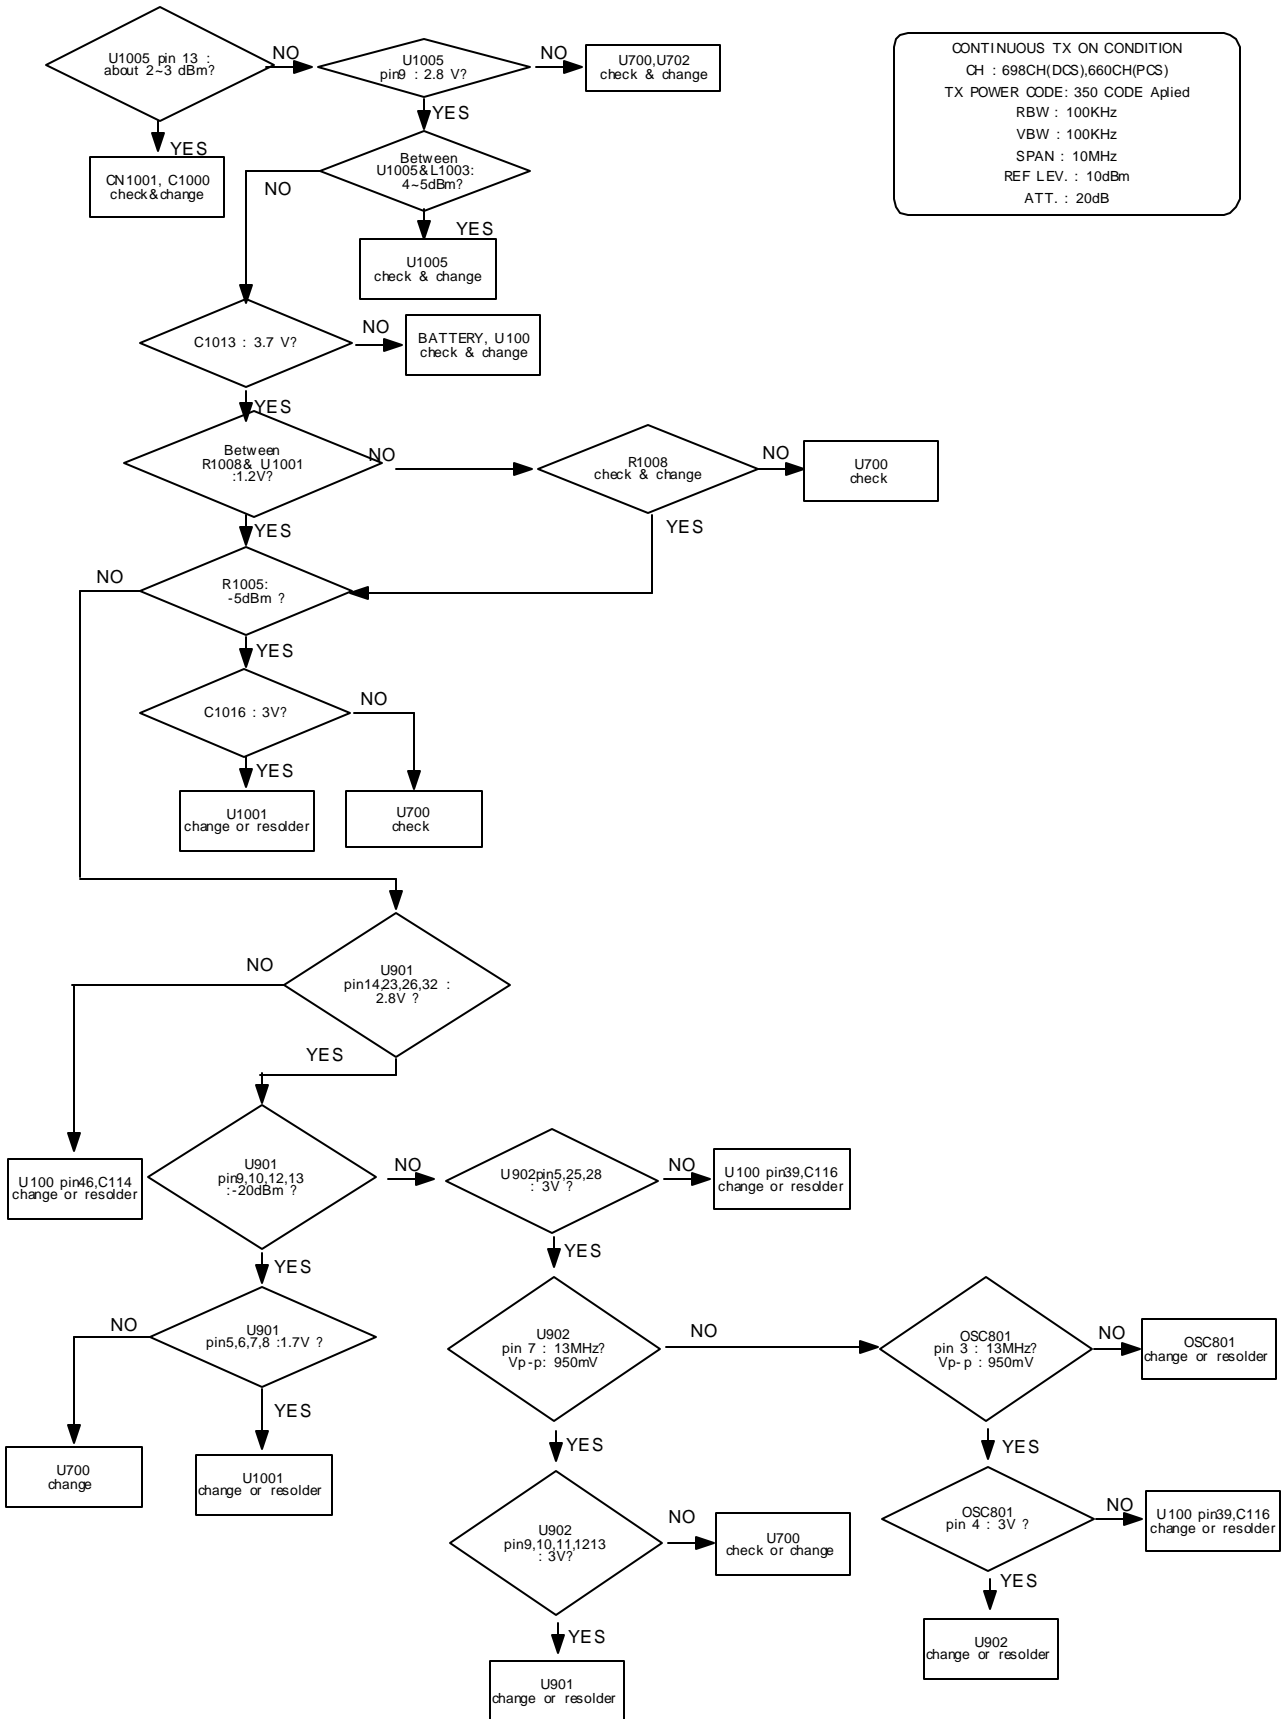 U1005 pin 13 :
about 2~3 dBm?
NO
U1005
pin9 : 2.8 V?
NO
U700,U702
check & change
CONTINUOUS TX ON CONDITION
CH : 698CH(DCS),660CH(PCS)
TX POWER CODE: 350 CODE Aplied
RBW : 100KHz
VBW : 100KHz
SPAN : 10MHz
REF LEV. : 10dBm
ATT. : 20dB
YES
CN1001, C1000
check&change
YES
Between
U1005&L1003:
4~5dBm?
NO
YES
U1005
check & change
C1013 : 3.7 V?
NO
BATTERY, U100
check & change
YES
Between
R1008& U1001
:1.2V?
NO
R1008
check & change
NO
U700
check
YES
YES
NO
R1005:
-5dBm ?
YES
C1016 : 3V?
NO
YES
U1001
change or resolder
U700
check
NO
U901
pin14,23,26,32 :
2.8V ?
YES
U100 pin46,C114
change or resolder
U901
pin9,10,12,13
:-20dBm ?
NO
U902pin5,25,28
: 3V ?
NO
U100 pin39,C116
change or resolder
YES
YES
NO
U901
pin5,6,7,8 :1.7V ?
U902
pin 7 : 13MHz?
Vp-p: 950mV
NO
OSC801
pin 3 : 13MHz?
Vp-p : 950mV
NO
OSC801
change or resolder
YES
U700
change
U1001
change or resolder
YES
U902
pin9,10,11,1213
: 3V?
NO
U700
check or change
YES
OSC801
pin 4 : 3V ?
NO
U100 pin39,C116
change or resolder
YES
U901
change or resolder
YES
U902
change or resolder